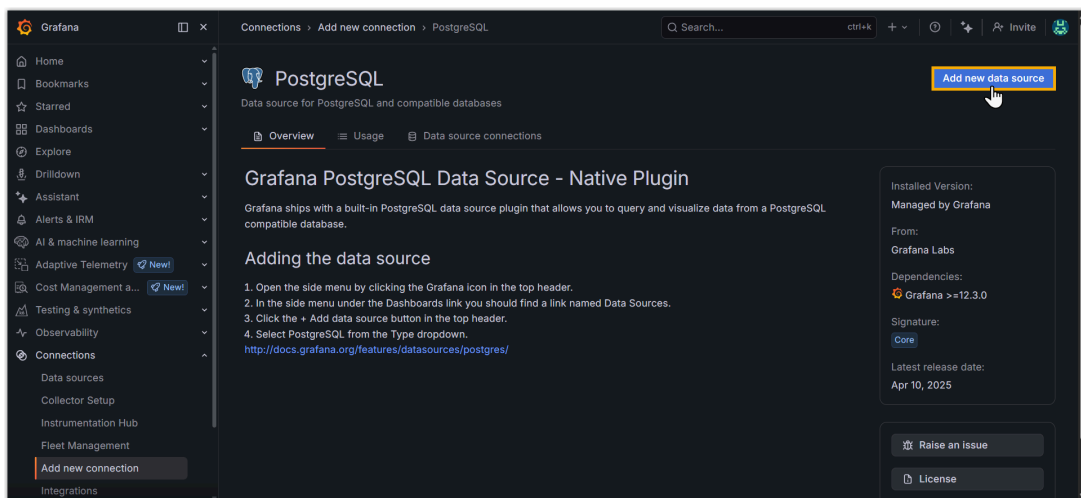 Grafana
Connections › Add new connection › PostgreSQL
Search...
ctrl+k
Invite
Home
Bookmarks
Starred
Dashboards
Explore
Drilldown
Assistant
Alerts & IRM
AI & machine learning
Adaptive Telemetry New!
Cost Management a... New!
Testing & synthetics
Observability
Connections
Data sources
Collector Setup
Instrumentation Hub
Fleet Management
Add new connection
Integrations
PostgreSQL
Add new data source
Data source for PostgreSQL and compatible databases
Overview
Usage
Data source connections
Grafana PostgreSQL Data Source - Native Plugin
Grafana ships with a built-in PostgreSQL data source plugin that allows you to query and visualize data from a PostgreSQL
compatible database.
Adding the data source
1. Open the side menu by clicking the Grafana icon in the top header.
2. In the side menu under the Dashboards link you should find a link named Data Sources.
3. Click the + Add data source button in the top header.
4. Select PostgreSQL from the Type dropdown.
http://docs.grafana.org/features/datasources/postgres/
Installed Version:
Managed by Grafana
From:
Grafana Labs
Dependencies:
Grafana >=12.3.0
Signature:
Core
Latest release date:
Apr 10, 2025
Raise an issue
License